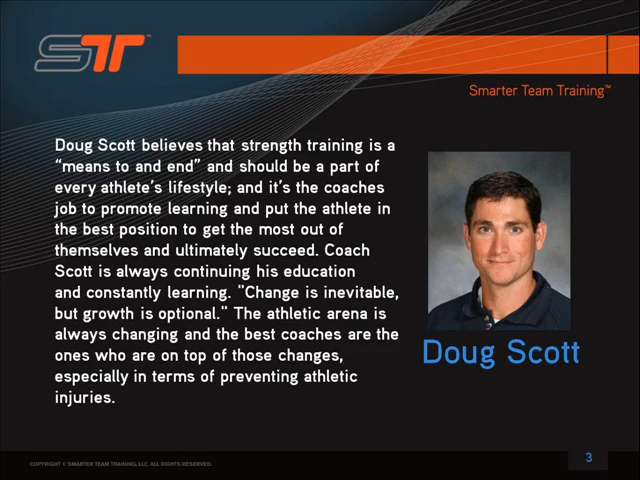 STT™
Smarter Team Training™
Doug Scott believes that strength training is a
“means to and end” and should be a part of
every athlete’s lifestyle; and it’s the coaches
job to promote learning and put the athlete in
the best position to get the most out of
themselves and ultimately succeed. Coach
Scott is always continuing his education
and constantly learning. "Change is inevitable,
but growth is optional." The athletic arena is
always changing and the best coaches are the
ones who are on top of those changes,
especially in terms of preventing athletic
injuries.
Doug Scott
COPYRIGHT © SMARTER TEAM TRAINING, LLC. ALL RIGHTS RESERVED.
3